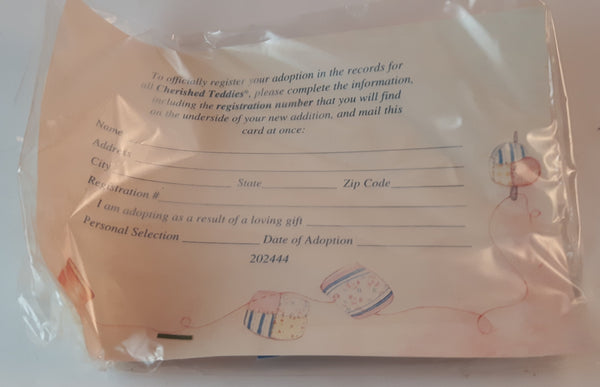 To officially register your adoption in the records for
all Cherished Teddies®, please complete the information,
including the registration number that you will find
on the underside of your new addition, and mail this
card at once:
Name
Address
City State Zip Code
Registration #
I am adopting as a result of a loving gift
Personal Selection Date of Adoption
202444